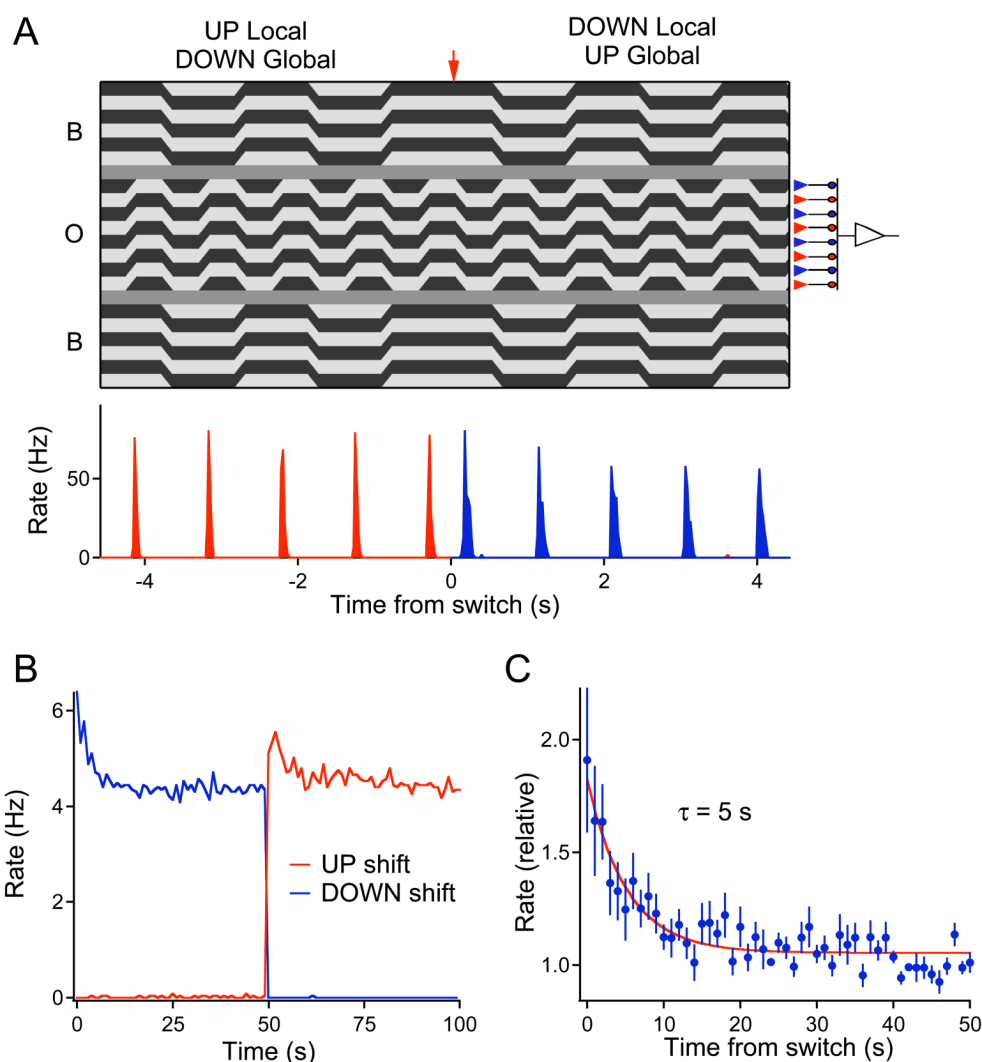 A
UP Local
DOWN Global
DOWN Local
UP Global
B
O
B
Rate (Hz)
50
0
-4
-2
0
2
4
Time from switch (s)
B
Rate (Hz)
6
4
2
0
UP shift
DOWN shift
0
25
50
75
100
Time (s)
C
Rate (relative)
2.0
1.5
1.0
τ = 5 s
0
10
20
30
40
50
Time from switch (s)